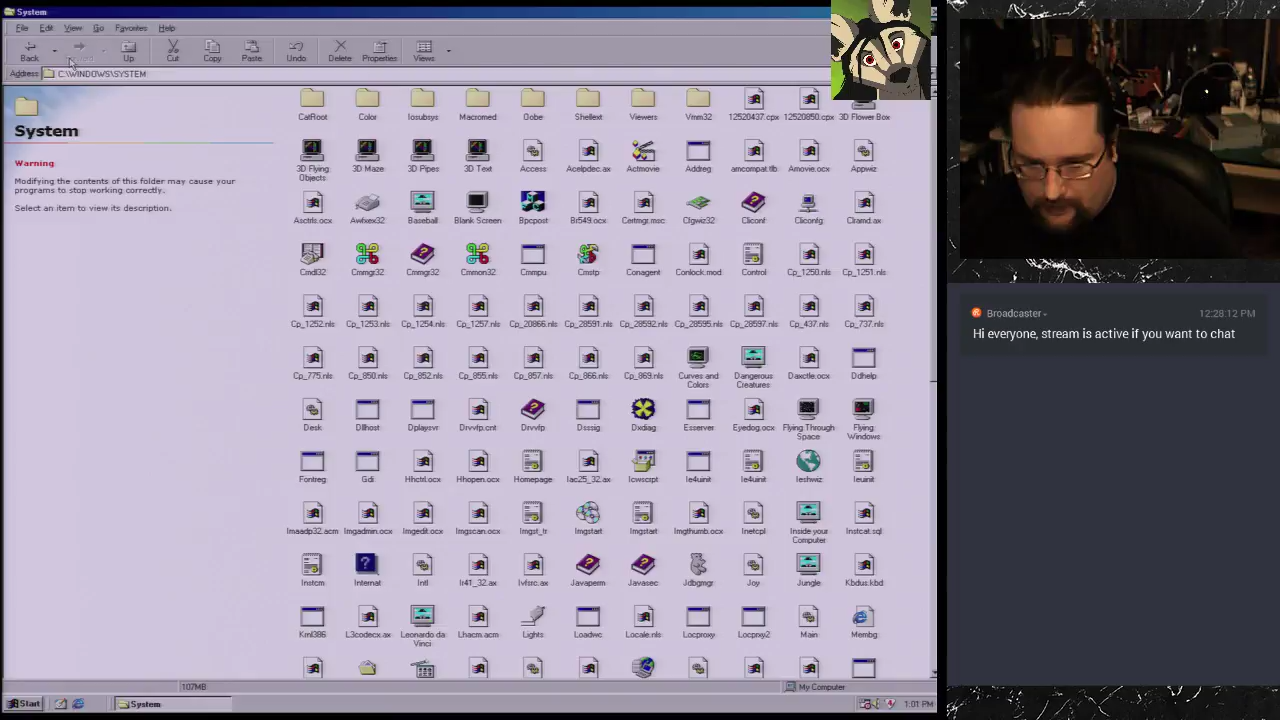 System
File Edit View Go Favorites Help
Back Up Cut Copy Paste Undo Delete Properties Views
Address C:\WINDOWS\SYSTEM
System
Warning
Modifying the contents of this folder may cause your
programs to stop working correctly.
Select an item to view its description.
CatRoot Color Iosubsys Macromed Oobe Shellext Viewers Vmm32 12520437.cpx 12520850.cpx 3D Flower Box
3D Flying Objects 3D Maze 3D Pipes 3D Text Access Acelpdec.ax Actmovie Addreg amcompat.tlb Amovie.ocx Appwiz
Asctrls.ocx Awfxex32 Baseball Blank Screen Bpcpost Br549.ocx Certmgr.msc Cfgwiz32 Cliconf Cliconfg Clramd.ax
Cmdl32 Cmmgr32 Cmmgr32 Cmmon32 Cmmpu Cmstp Conagent Conlock.mod Control Cp_1250.nls Cp_1251.nls
Cp_1252.nls Cp_1253.nls Cp_1254.nls Cp_1257.nls Cp_20866.nls Cp_28591.nls Cp_28592.nls Cp_28595.nls Cp_28597.nls Cp_437.nls Cp_737.nls
Cp_775.nls Cp_850.nls Cp_852.nls Cp_855.nls Cp_857.nls Cp_866.nls Cp_869.nls Curves and Colors Dangerous Creatures Daxctle.ocx Ddhelp
Desk Dllhost Dplaysvr Drvvfp.cnt Drvvfp Dsssig Dxdiag Esserver Eyedog.ocx Flying Through Space Flying Windows
Fontreg Gdi Hhctrl.ocx Hhopen.ocx Homepage Iac25_32.ax Icwscrpt Ie4uinit Ie4uinit Ieshwiz Ieuinit
Imaadp32.acm Imgadmin.ocx Imgedit.ocx Imgscan.ocx Imgst_tr Imgstart Imgstart Imgthumb.ocx Inetcpl Inside your Computer Instcat.sql
Instcm Internat Intl Ir41_32.ax Ivfsrc.ax Javaperm Javasec Jdbgmgr Joy Jungle Kbdus.kbd
Krnl386 L3codecx.ax Leonardo da Vinci Lhacm.acm Lights Loadwc Locale.nls Locproxy Locprxy2 Main Membg
107MB My Computer
Start System 1:01 PM
Broadcaster 12:28:12 PM
Hi everyone, stream is active if you want to chat